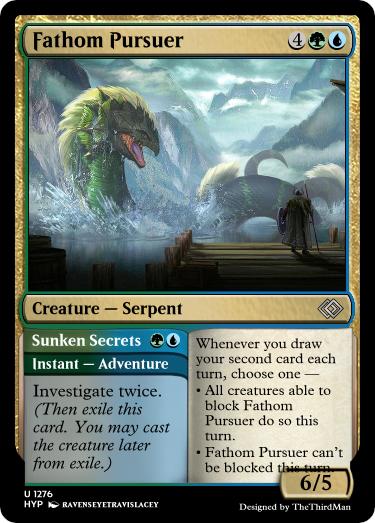 Fathom Pursuer 4
Creature — Serpent
Sunken Secrets
Instant — Adventure
Investigate twice.
(Then exile this
card. You may cast
the creature later
from exile.)
Whenever you draw
your second card each
turn, choose one —
• All creatures able to
block Fathom
Pursuer do so this
turn.
• Fathom Pursuer can't
be blocked this turn.
6/5
U 1276
HYP RAVENSEYETRAVISLACEY
Designed by TheThirdMan